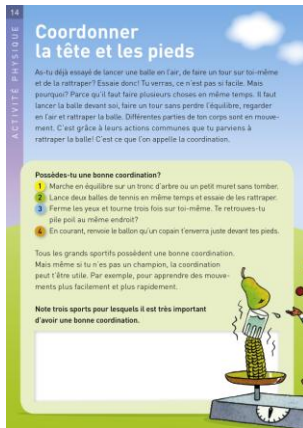 14
ACTIVITÉ PHYSIQUE
Coordonner
la tête et les pieds
As-tu déjà essayé de lancer une balle en l'air, de faire un tour sur toi-même
et de la rattraper? Essaie donc! Tu verras, ce n'est pas si facile. Mais
pourquoi? Parce qu'il faut faire plusieurs choses en même temps. Il faut
lancer la balle devant soi, faire un tour sans perdre l'équilibre, regarder
en l'air et rattraper la balle. Différentes parties de ton corps sont en mouve-
ment. C'est grâce à leurs actions communes que tu parviens à
rattraper la balle! C'est ce que l'on appelle la coordination.
Possèdes-tu une bonne coordination?
1 Marche en équilibre sur un tronc d'arbre ou un petit muret sans tomber.
2 Lance deux balles de tennis en même temps et essaie de les rattraper.
3 Ferme les yeux et tourne trois fois sur toi-même. Te retrouves-tu
pile poil au même endroit?
4 En courant, renvoie le ballon qu'un copain t'enverra juste devant tes pieds.
Tous les grands sportifs possèdent une bonne coordination.
Mais même si tu n'es pas un champion, la coordination
peut t'être utile. Par exemple, pour apprendre des mouve-
ments plus facilement et plus rapidement.
Note trois sports pour lesquels il est très important
d'avoir une bonne coordination.